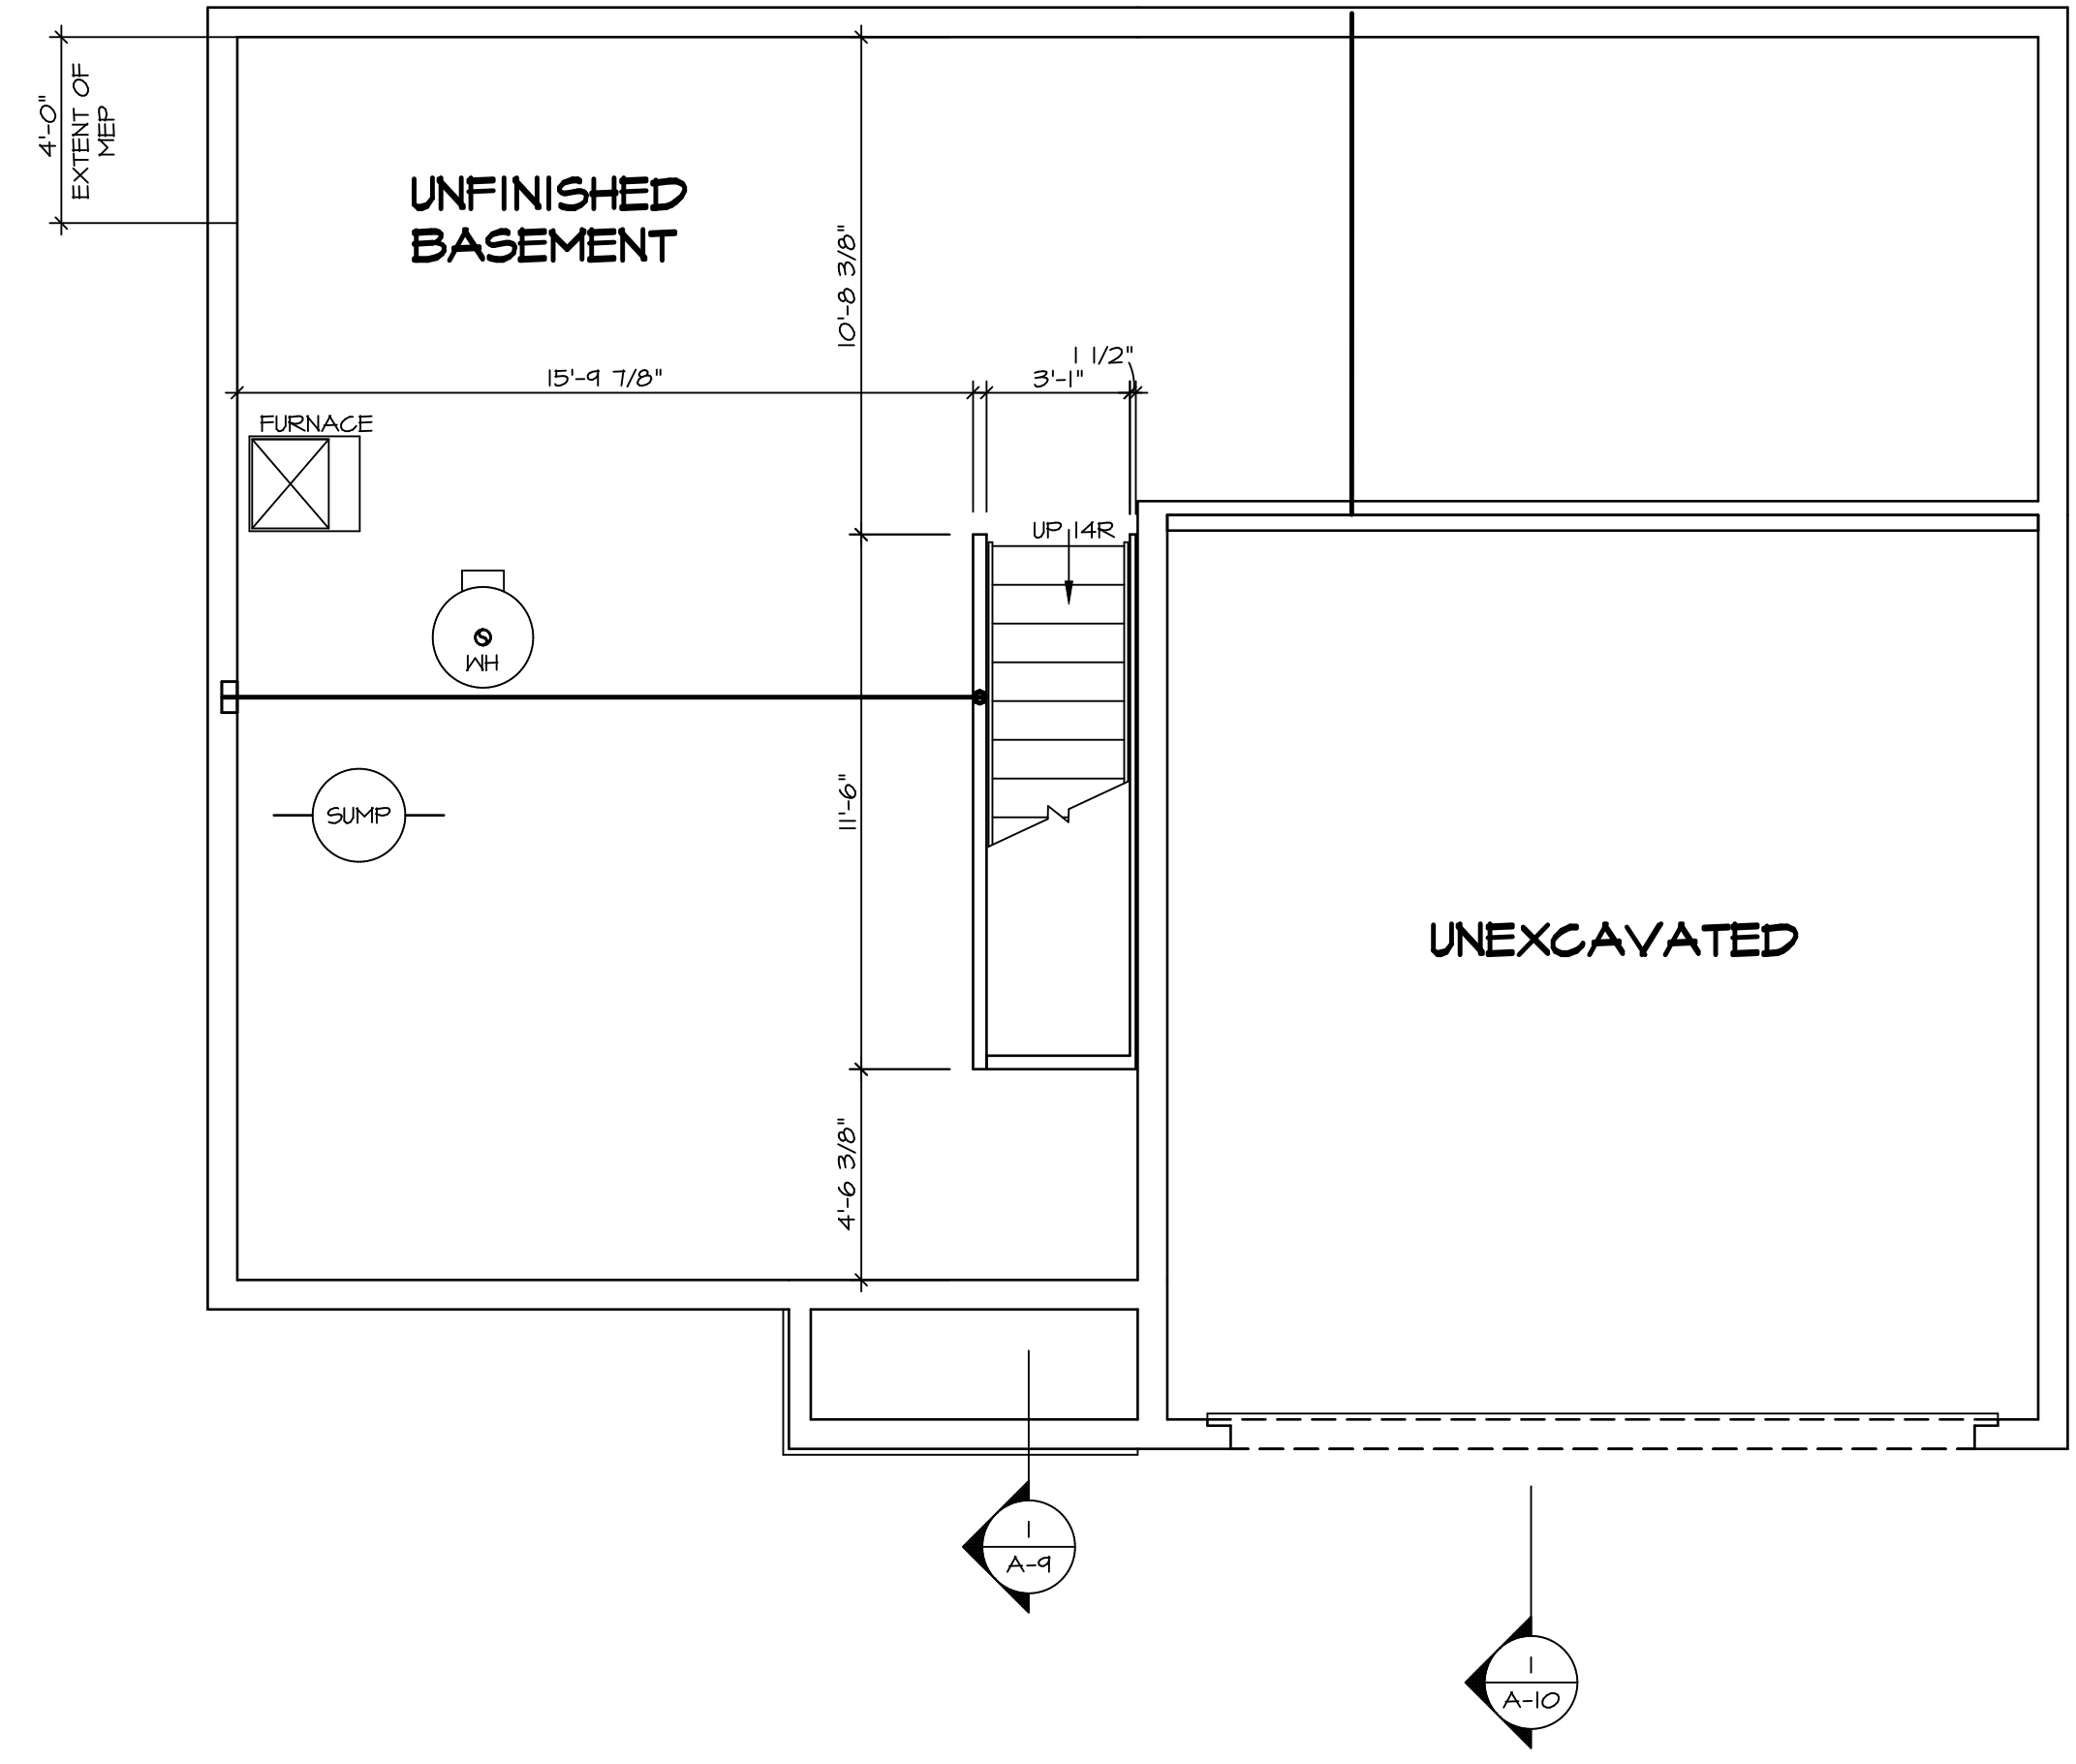 4'-0"
EXTENT OF
MEP
UNFINISHED
BASEMENT
10'-8 3/8"
15'-9 7/8"
3'-1"
1 1/2"
FURNACE
UP 14R
WH
SUMP
11'-6"
UNEXCAVATED
4'-6 3/8"
1
A-9
1
A-10